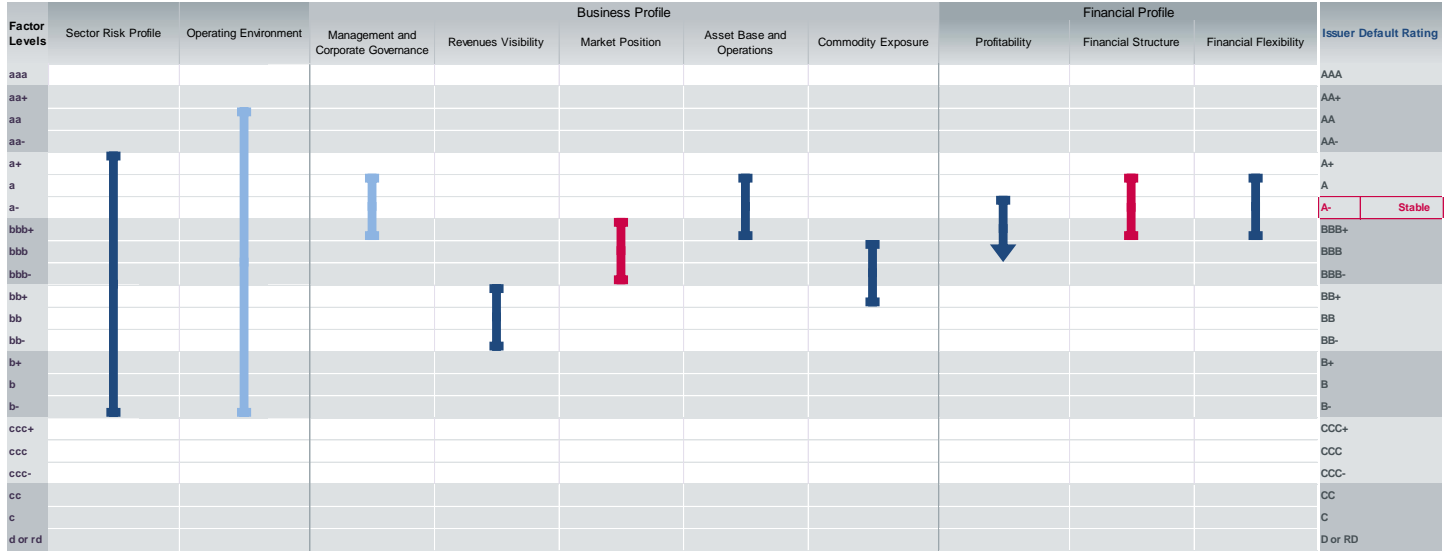 Business Profile
Financial Profile
Factor Levels
Sector Risk Profile
Operating Environment
Management and Corporate Governance
Revenues Visibility
Market Position
Asset Base and Operations
Commodity Exposure
Profitability
Financial Structure
Financial Flexibility
Issuer Default Rating
aaa AAA
aa+ AA+
aa AA
aa- AA-
a+ A+
a A
a- A- Stable
bbb+ BBB+
bbb BBB
bbb- BBB-
bb+ BB+
bb BB
bb- BB-
b+ B+
b B
b- B-
ccc+ CCC+
ccc CCC
ccc- CCC-
cc CC
c C
d or rd D or RD